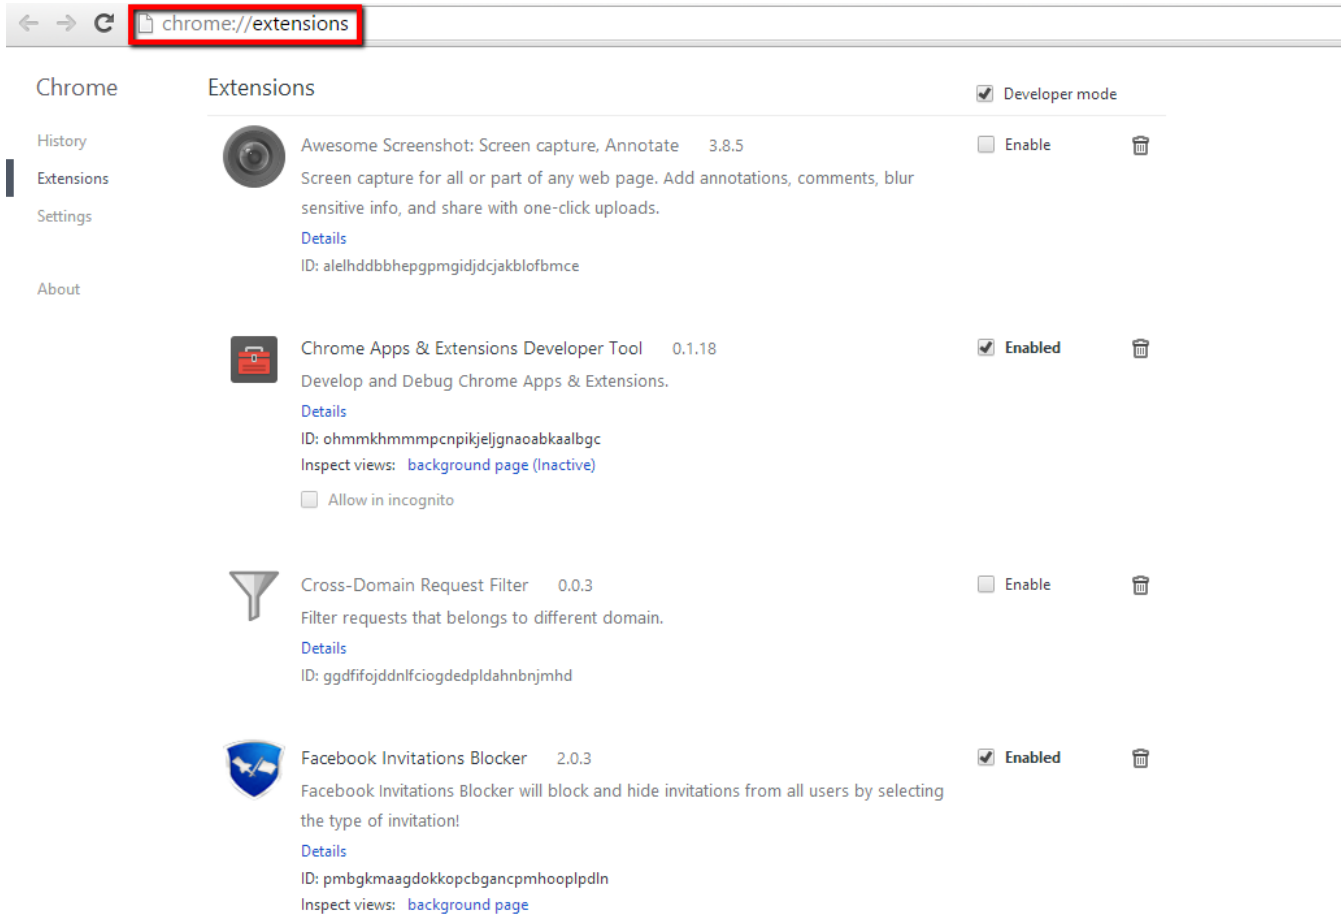 chrome://extensions
Chrome
Extensions
Developer mode
History
Extensions
Settings
About
Awesome Screenshot: Screen capture, Annotate 3.8.5
Enable
Screen capture for all or part of any web page. Add annotations, comments, blur
sensitive info, and share with one-click uploads.
Details
ID: alelhddbbhepgpmgidjdcjakblofbmce
Chrome Apps & Extensions Developer Tool 0.1.18
Enabled
Develop and Debug Chrome Apps & Extensions.
Details
ID: ohmmkhmmmpcnpikjeljgnaoabkaalbgc
Inspect views: background page (Inactive)
Allow in incognito
Cross-Domain Request Filter 0.0.3
Enable
Filter requests that belongs to different domain.
Details
ID: ggdfifojddnlfciogdedpldahnbnjmhd
Facebook Invitations Blocker 2.0.3
Enabled
Facebook Invitations Blocker will block and hide invitations from all users by selecting
the type of invitation!
Details
ID: pmbgkmaagdokkopcbgancpmhooplpdln
Inspect views: background page